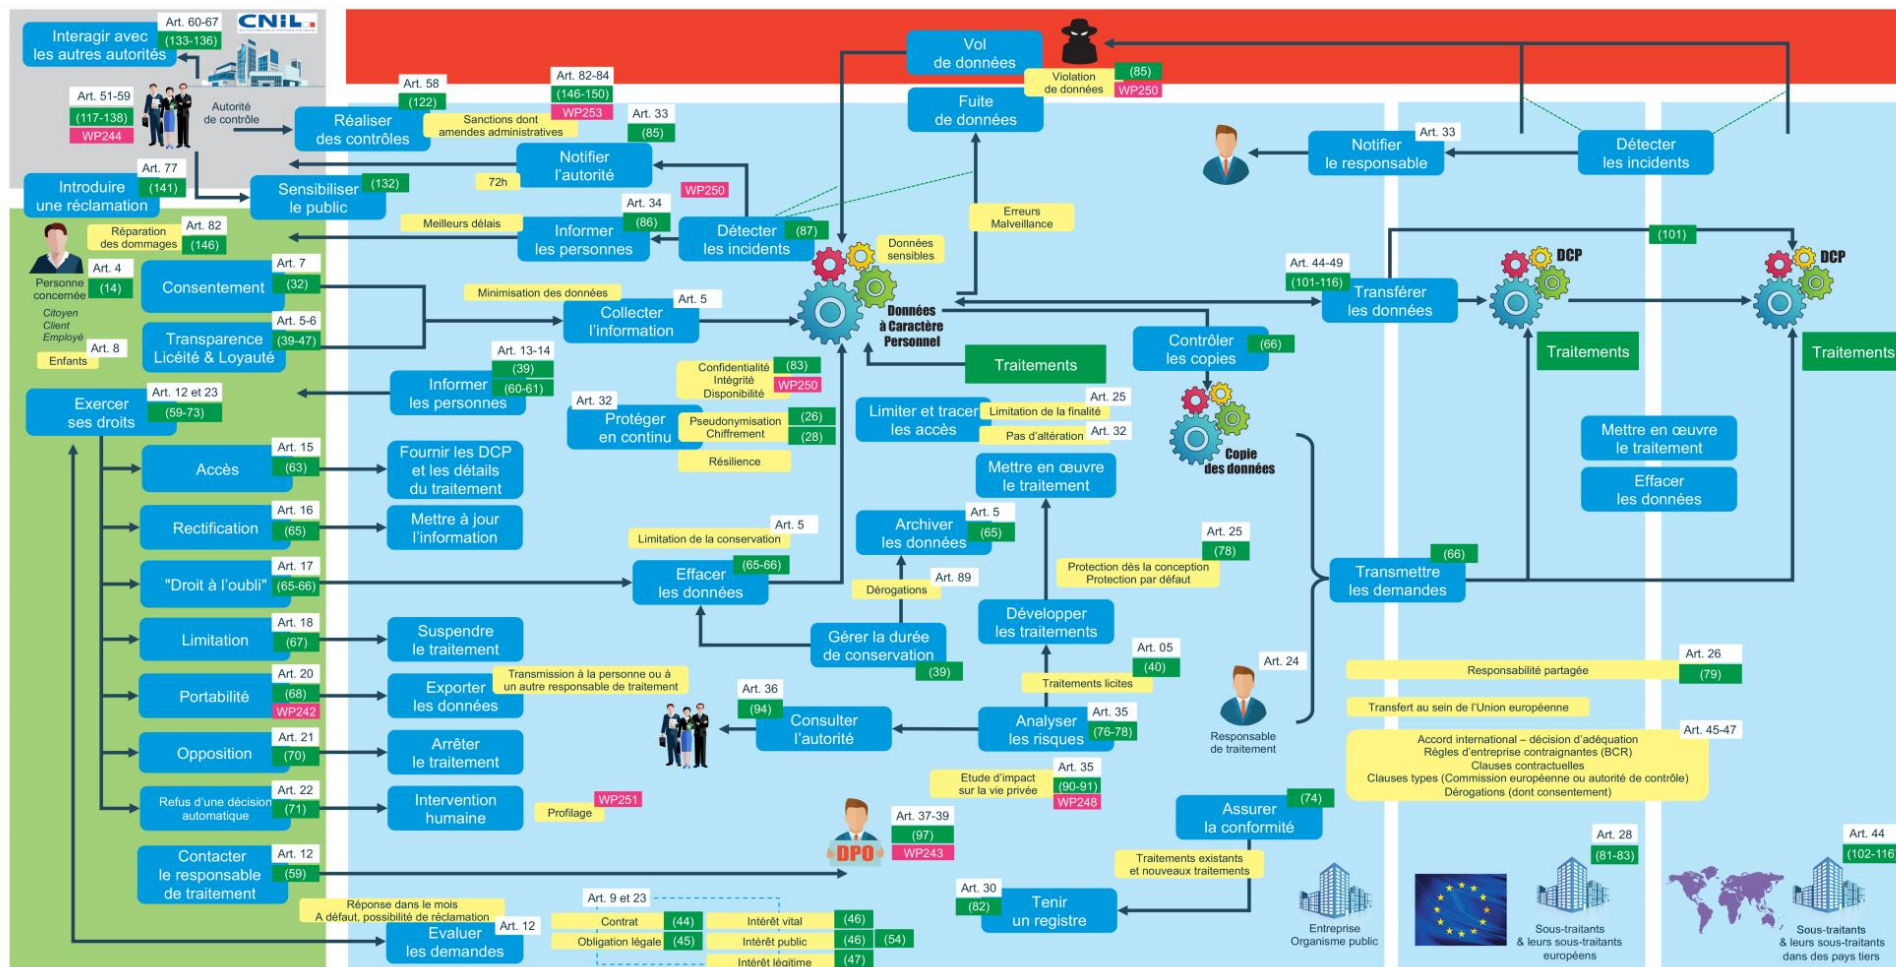 Interagir avec
les autres autorités
Art. 60-67
(133-136)
CNIL
Art. 51-59
(117-138)
WP244
Autorité
de contrôle
Art. 58
(122)
Réaliser
des contrôles
Sanctions dont
amendes administratives
Art. 82-84
(146-150)
WP253
Art. 33
(85)
Notifier
l'autorité
72h
Art. 77
(141)
Introduire
une réclamation
Sensibiliser
le public
(132)
WP250
Art. 34
(86)
Meilleurs délais
Informer
les personnes
Détecter
les incidents
(87)
Vol
de données
Violation
de données
(85)
WP250
Fuite
de données
Erreurs
Malveillance
Données
sensibles
Notifier
le responsable
Art. 33
Détecter
les incidents
Réparation
des dommages
Art. 82
(146)
Art. 4
(14)
Personne
concernée
Citoyen
Client
Employé
Art. 8
Enfants
Art. 7
(32)
Consentement
Art. 5-6
(39-47)
Transparence
Licéité & Loyauté
Minimisation des données
Art. 5
Collecter
l'information
Données
à Caractère
Personnel
Art. 44-49
(101-116)
Transférer
les données
(101)
DCP
DCP
Traitements
Traitements
Traitements
Contrôler
les copies
(66)
Copie
des données
Art. 13-14
(39)
(60-61)
Informer
les personnes
Art. 32
Protéger
en continu
Confidentialité
Intégrité
Disponibilité
(83)
WP250
Pseudonymisation
Chiffrement
(26)
(28)
Résilience
Limiter et tracer
les accès
Art. 25
Limitation de la finalité
Pas d'altération
Art. 32
Mettre en œuvre
le traitement
Mettre en œuvre
le traitement
Effacer
les données
Exercer
ses droits
Art. 12 et 23
(59-73)
Accès
Art. 15
(63)
Fournir les DCP
et les détails
du traitement
Rectification
Art. 16
(65)
Mettre à jour
l'information
"Droit à l'oubli"
Art. 17
(65-66)
Limitation de la conservation
Art. 5
Effacer
les données
(65-66)
Archiver
les données
Art. 5
(65)
Dérogations
Art. 89
Gérer la durée
de conservation
(39)
Art. 25
(78)
Protection dès la conception
Protection par défaut
Développer
les traitements
Art. 05
(40)
Traitements licites
Transmettre
les demandes
(66)
Limitation
Art. 18
(67)
Suspendre
le traitement
Portabilité
Art. 20
(68)
WP242
Exporter
les données
Transmission à la personne ou à
un autre responsable de traitement
Art. 36
(94)
Consulter
l'autorité
Analyser
les risques
Art. 35
(76-78)
Etude d'impact
sur la vie privée
Art. 35
(90-91)
WP248
Art. 24
Responsable
de traitement
Responsabilité partagée
Art. 26
(79)
Transfert au sein de l'Union européenne
Art. 45-47
Accord international – décision d'adéquation
Règles d'entreprise contraignantes (BCR)
Clauses contractuelles
Clauses types (Commission européenne ou autorité de contrôle)
Dérogations (dont consentement)
Opposition
Art. 21
(70)
Arrêter
le traitement
Refus d'une décision
automatique
Art. 22
(71)
Intervention
humaine
Profilage
WP251
DPO
Art. 37-39
(97)
WP243
Assurer
la conformité
(74)
Traitements existants
et nouveaux traitements
Art. 30
(82)
Tenir
un registre
Contacter
le responsable
de traitement
Art. 12
(59)
Réponse dans le mois
A défaut, possibilité de réclamation
Evaluer
les demandes
Art. 12
Art. 9 et 23
Contrat
(44)
Obligation légale
(45)
Intérêt vital
(46)
Intérêt public
(46)
(54)
Intérêt légitime
(47)
Entreprise
Organisme public
Art. 28
(81-83)
Sous-traitants
& leurs sous-traitants
européens
Art. 44
(102-116)
Sous-traitants
& leurs sous-traitants
dans des pays tiers